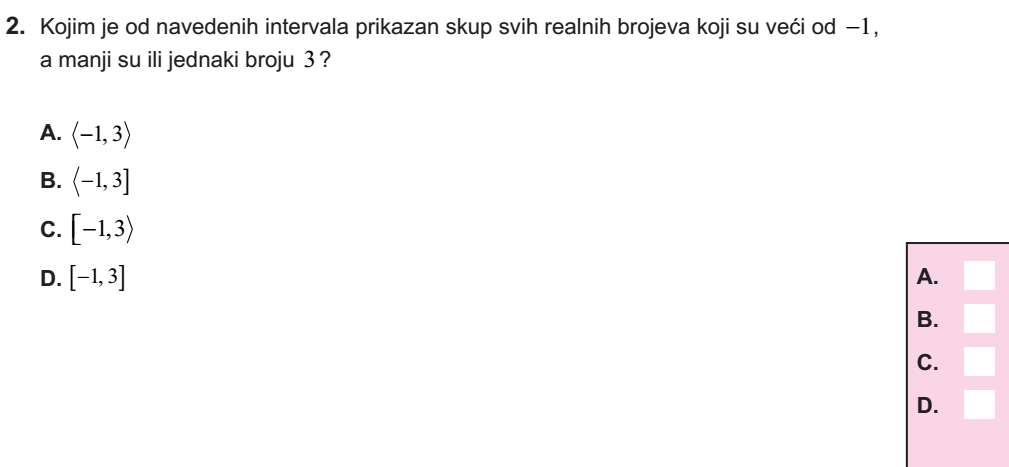 2. Kojim je od navedenih intervala prikazan skup svih realnih brojeva koji su veći od −1,
a manji su ili jednaki broju 3?
A. ⟨−1, 3⟩
B. ⟨−1, 3]
C. [−1,3⟩
D. [−1, 3]
A.
B.
C.
D.